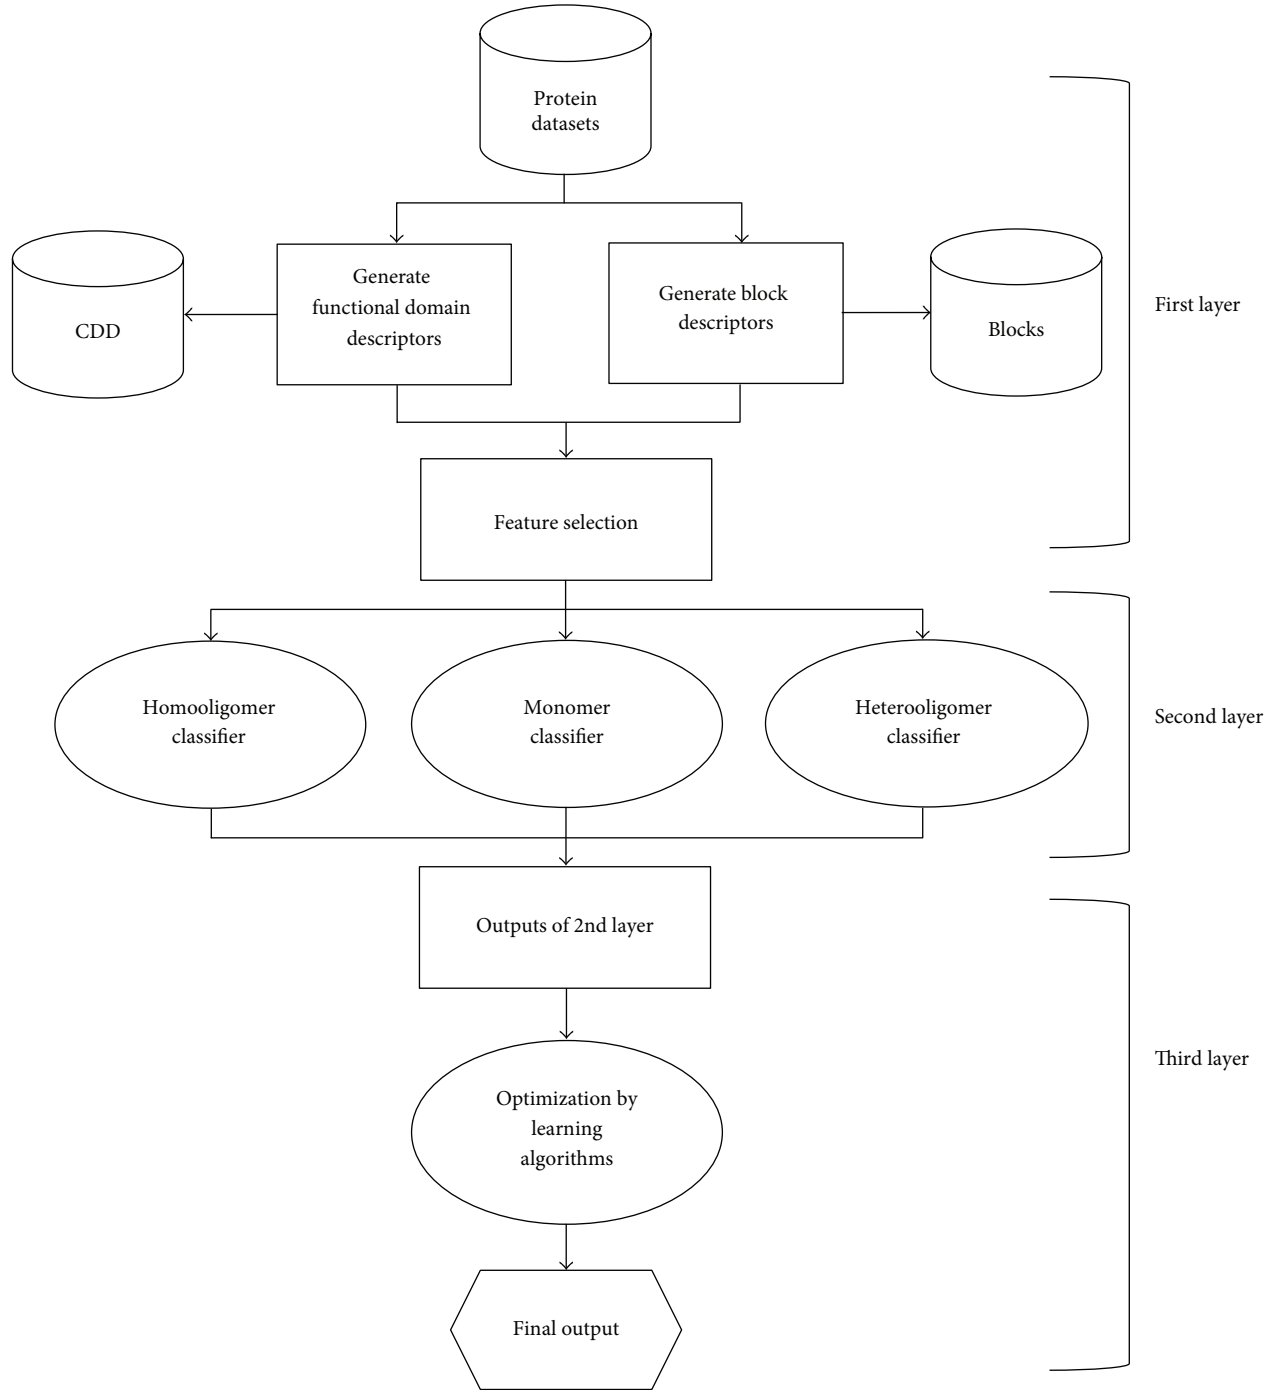 Protein
datasets
CDD
Generate
functional domain
descriptors
Generate block
descriptors
Blocks
First layer
Feature selection
Homooligomer
classifier
Monomer
classifier
Heterooligomer
classifier
Second layer
Outputs of 2nd layer
Optimization by
learning
algorithms
Third layer
Final output